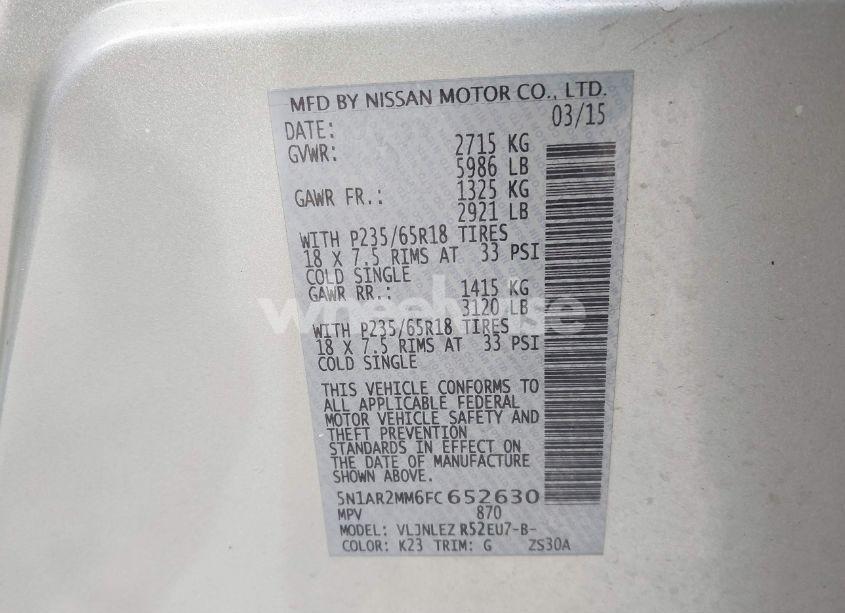 MFD BY NISSAN MOTOR CO., LTD.
DATE: 03/15
GVWR: 2715 KG
5986 LB
GAWR FR.: 1325 KG
2921 LB
WITH P235/65R18 TIRES
18 X 7.5 RIMS AT 33 PSI
COLD SINGLE
GAWR RR.: 1415 KG
3120 LB
WITH P235/65R18 TIRES
18 X 7.5 RIMS AT 33 PSI
COLD SINGLE
THIS VEHICLE CONFORMS TO
ALL APPLICABLE FEDERAL
MOTOR VEHICLE SAFETY AND
THEFT PREVENTION
STANDARDS IN EFFECT ON
THE DATE OF MANUFACTURE
SHOWN ABOVE.
5N1AR2MM6FC652630
MPV 870
MODEL: VLJNLEZ R52EU7-B-
COLOR: K23 TRIM: G ZS30A